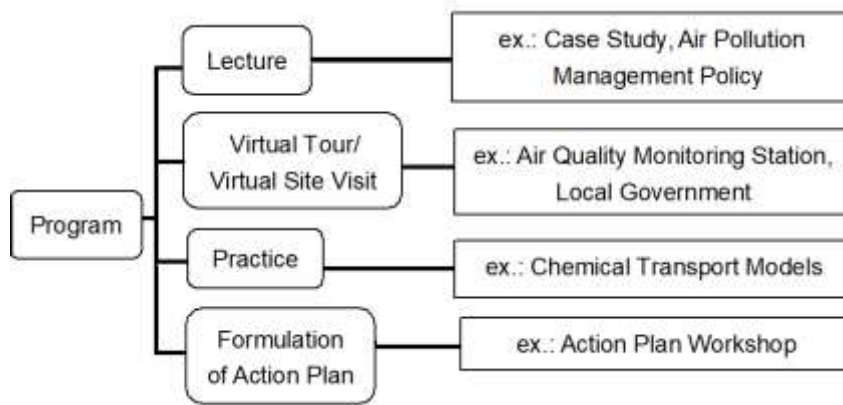 Program
Lecture
ex.: Case Study, Air Pollution
Management Policy
Virtual Tour/
Virtual Site Visit
ex.: Air Quality Monitoring Station,
Local Government
Practice
ex.: Chemical Transport Models
Formulation
of Action Plan
ex.: Action Plan Workshop